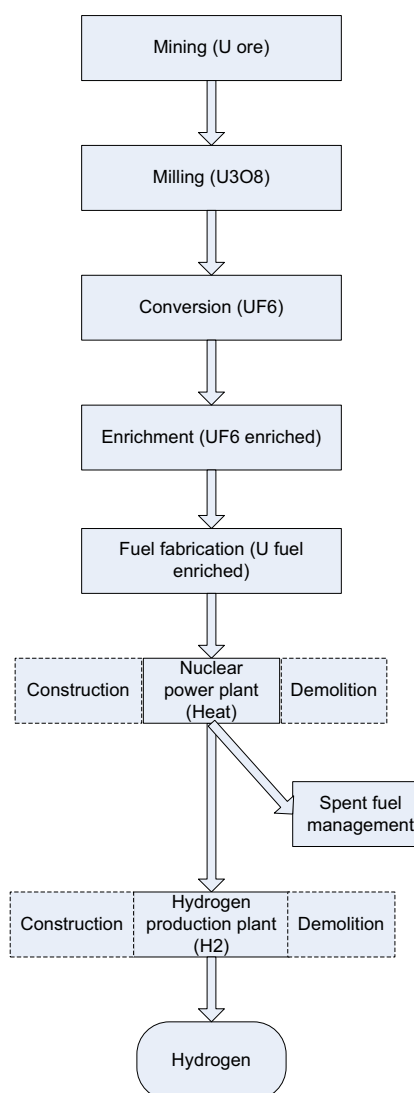 Mining (U ore)
Milling (U3O8)
Conversion (UF6)
Enrichment (UF6 enriched)
Fuel fabrication (U fuel
enriched)
Construction
Nuclear
power plant
(Heat)
Demolition
Spent fuel
management
Construction
Hydrogen
production plant
(H2)
Demolition
Hydrogen